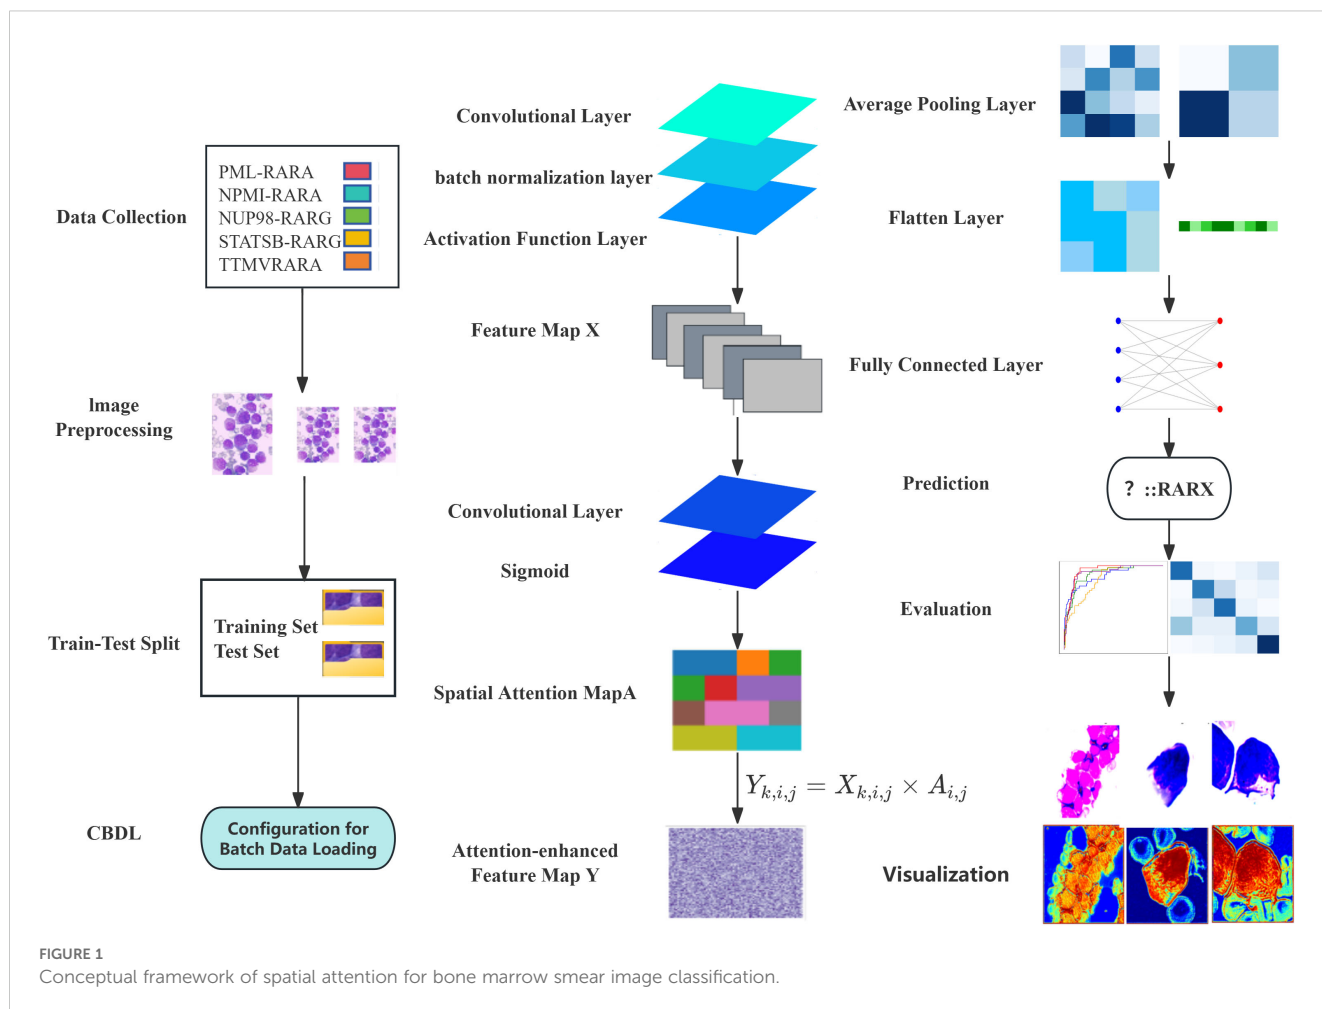 Data Collection
PML-RARA
NPMI-RARA
NUP98-RARG
STATSB-RARG
TTMVRARA
Image
Preprocessing
Train-Test Split
Training Set
Test Set
CBDL
Configuration for
Batch Data Loading
Convolutional Layer
batch normalization layer
Activation Function Layer
Feature Map X
Convolutional Layer
Sigmoid
Spatial Attention MapA
Y_{k,i,j} = X_{k,i,j} × A_{i,j}
Attention-enhanced
Feature Map Y
Average Pooling Layer
Flatten Layer
Fully Connected Layer
Prediction
? ::RARX
Evaluation
Visualization
FIGURE 1
Conceptual framework of spatial attention for bone marrow smear image classification.